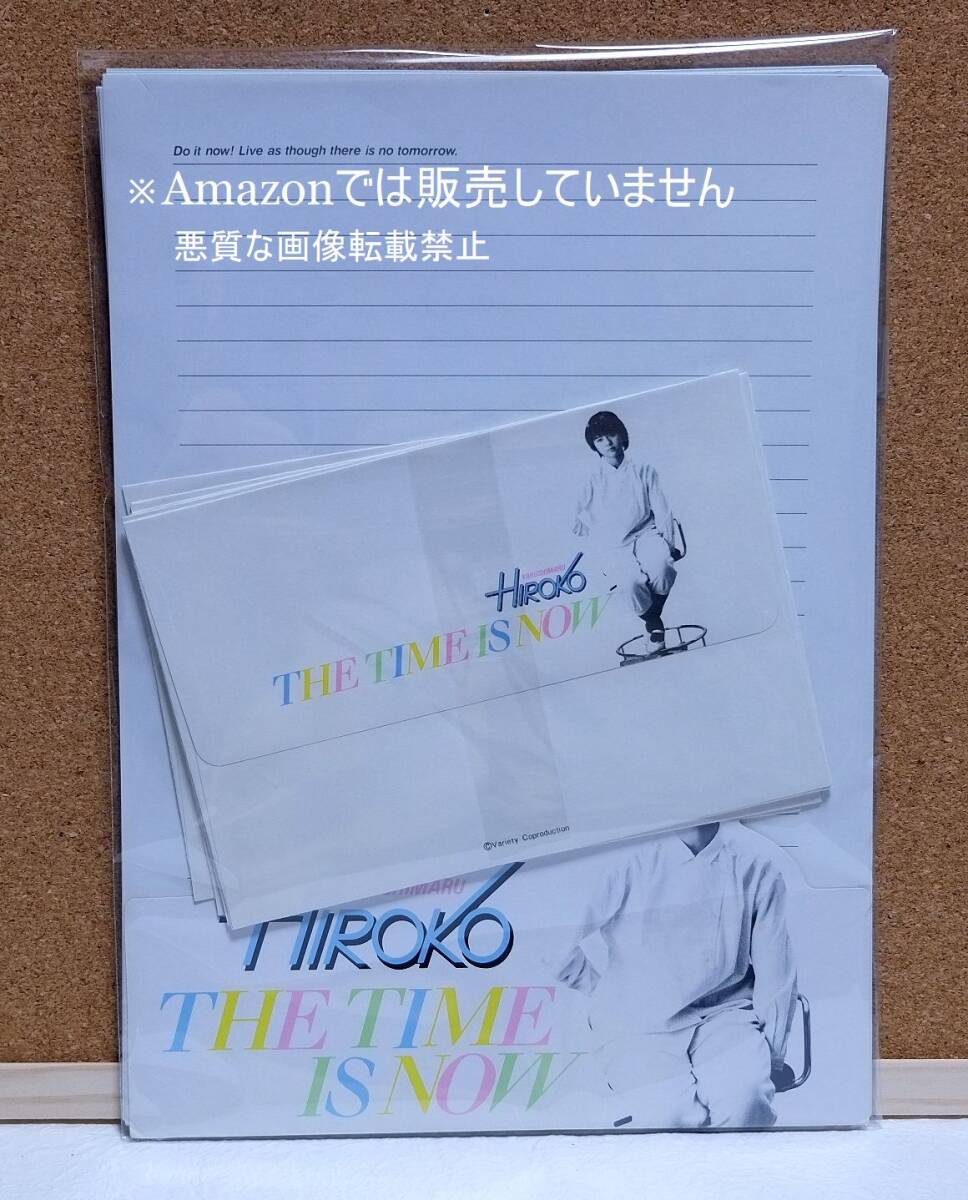 Do it now! Live as though there is no tomorrow.
※Amazonでは販売していません
悪質な画像転載禁止
YAKUSHIMARU
HIROKO
THE TIME IS NOW
©Variety Coproduction
SHIMARU
HIROKO
THE TIME
IS NOW